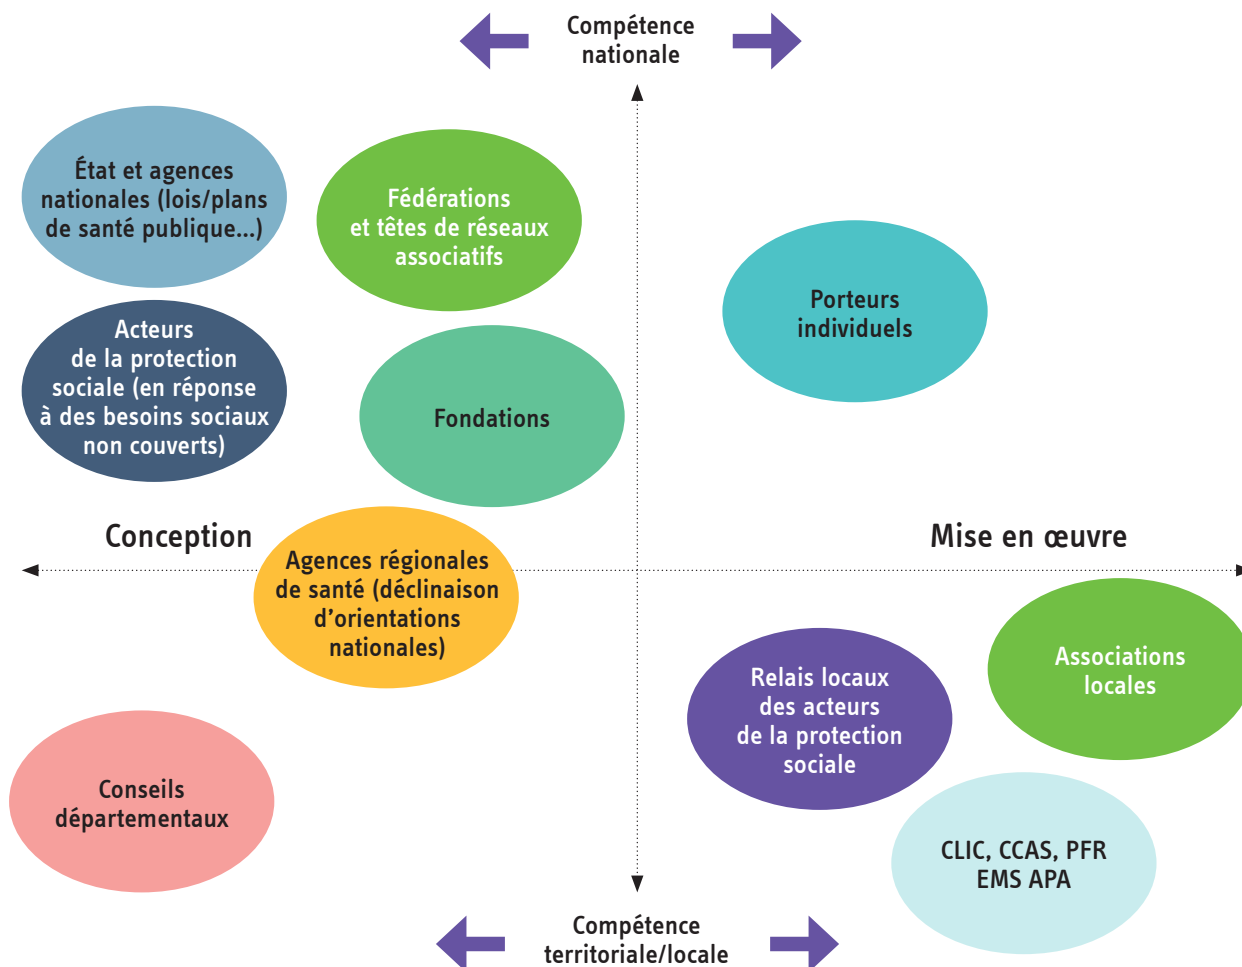 Compétence
nationale
État et agences
nationales (lois/plans
de santé publique...)
Fédérations
et têtes de réseaux
associatifs
Porteurs
individuels
Acteurs
de la protection
sociale (en réponse
à des besoins sociaux
non couverts)
Fondations
Conception
Mise en œuvre
Agences régionales
de santé (déclinaison
d'orientations
nationales)
Associations
locales
Relais locaux
des acteurs
de la protection
sociale
Conseils
départementaux
CLIC, CCAS, PFR
EMS APA
Compétence
territoriale/locale